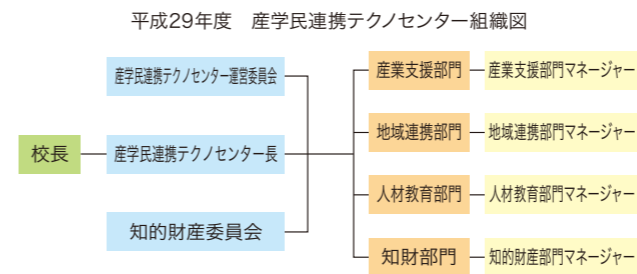 平成29年度　産学民連携テクノセンター組織図
産学民連携テクノセンター運営委員会
産業支援部門
産業支援部門マネージャー
地域連携部門
地域連携部門マネージャー
校長
産学民連携テクノセンター長
人材教育部門
人材教育部門マネージャー
知的財産委員会
知財部門
知的財産部門マネージャー